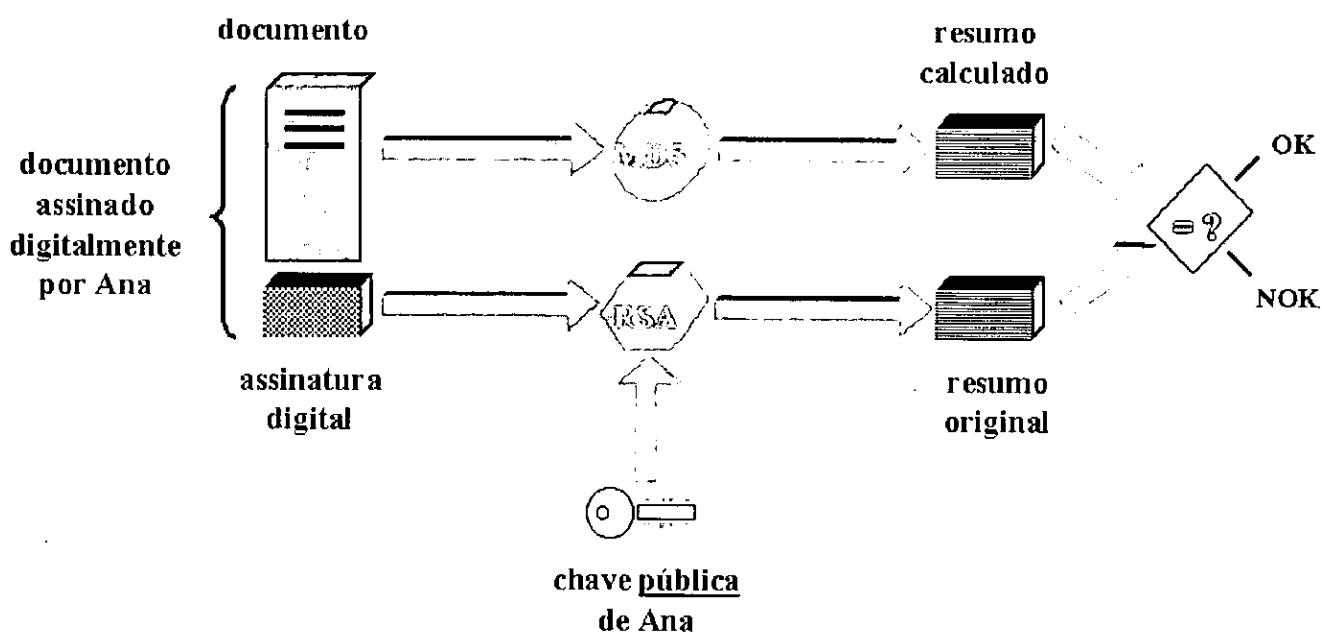 documento
resumo
calculado
documento
assinado
digitalmente
por Ana
OK
= ?
NOK
RSA
assinatura
digital
resumo
original
chave pública
de Ana